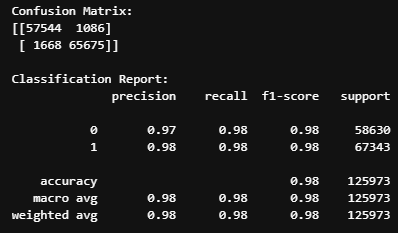 Confusion Matrix:
[[57544  1086]
 [ 1668 65675]]
Classification Report:
              precision    recall  f1-score   support
           0       0.97      0.98      0.98     58630
           1       0.98      0.98      0.98     67343
    accuracy                           0.98    125973
   macro avg       0.98      0.98      0.98    125973
weighted avg       0.98      0.98      0.98    125973